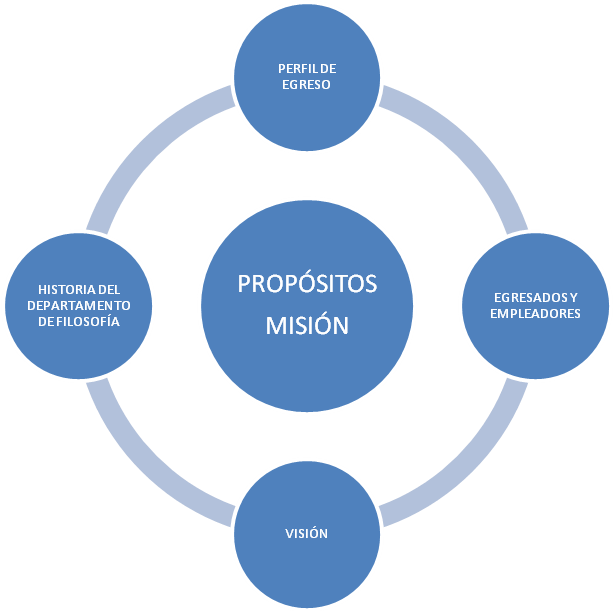 PERFIL DE
EGRESO
HISTORIA DEL
DEPARTAMENTO
DE FILOSOFÍA
PROPÓSITOS
MISIÓN
EGRESADOS Y
EMPLEADORES
VISIÓN